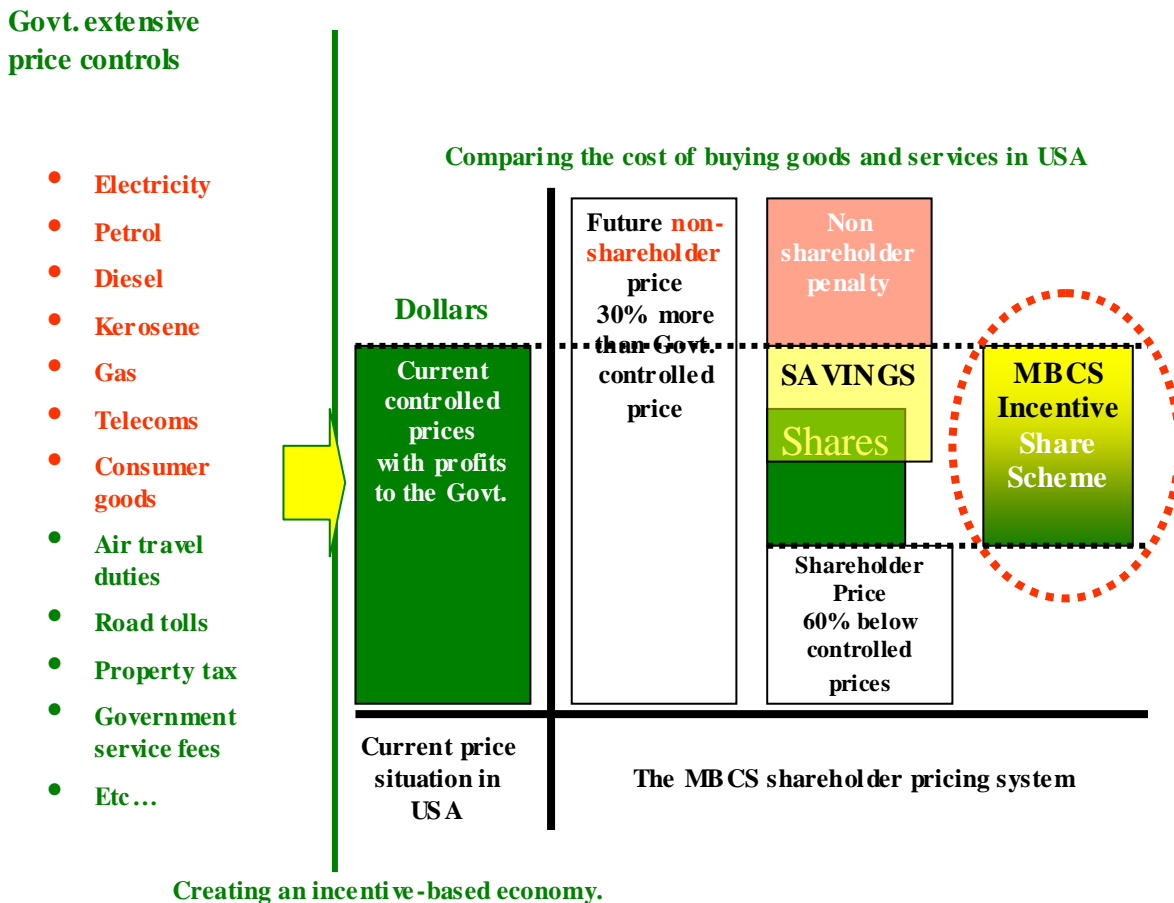 Govt. extensive
price controls
Electricity
Petrol
Diesel
Kerosene
Gas
Telecoms
Consumer
goods
Air travel
duties
Road tolls
Property tax
Government
service fees
Etc…
Comparing the cost of buying goods and services in USA
Dollars
Current
controlled
prices
with profits
to the Govt.
Future non-
shareholder
price
30% more
than Govt.
controlled
price
Non
shareholder
penalty
SAVINGS
Shares
Shareholder
Price
60% below
controlled
prices
MBCS
Incentive
Share
Scheme
Current price
situation in
USA
The MBCS shareholder pricing system
Creating an incentive-based economy.